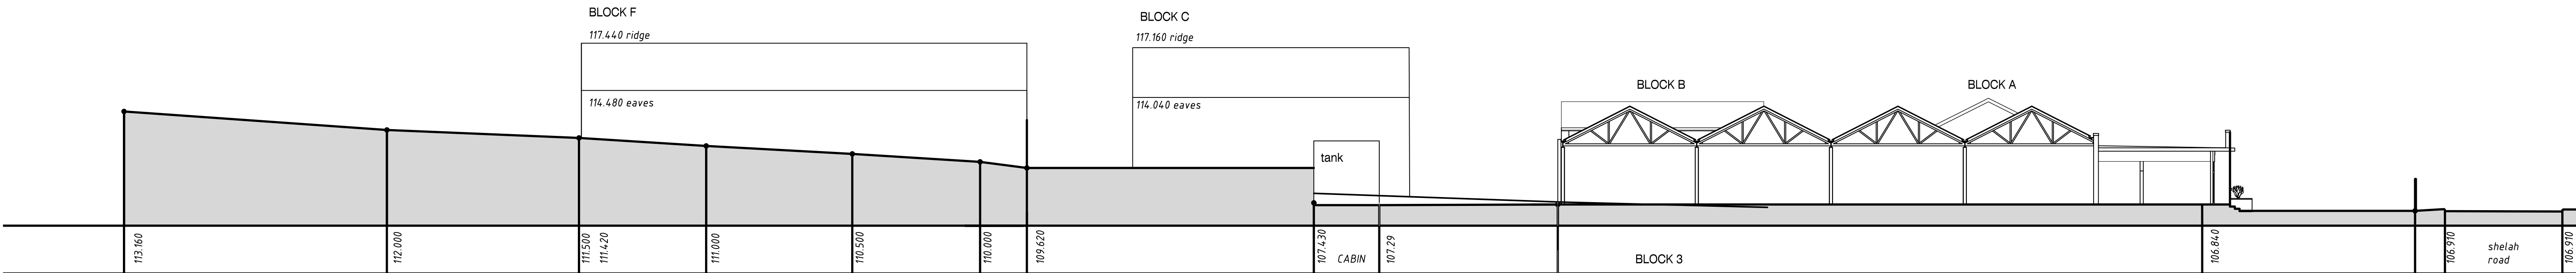 BLOCK F
117.440 ridge
114.480 eaves
BLOCK C
117.160 ridge
114.040 eaves
tank
BLOCK B
BLOCK A
113.160
112.000
111.500
111.420
111.000
110.500
110.000
109.620
107.430
CABIN
107.29
BLOCK 3
106.840
106.910
shelah
road
106.910